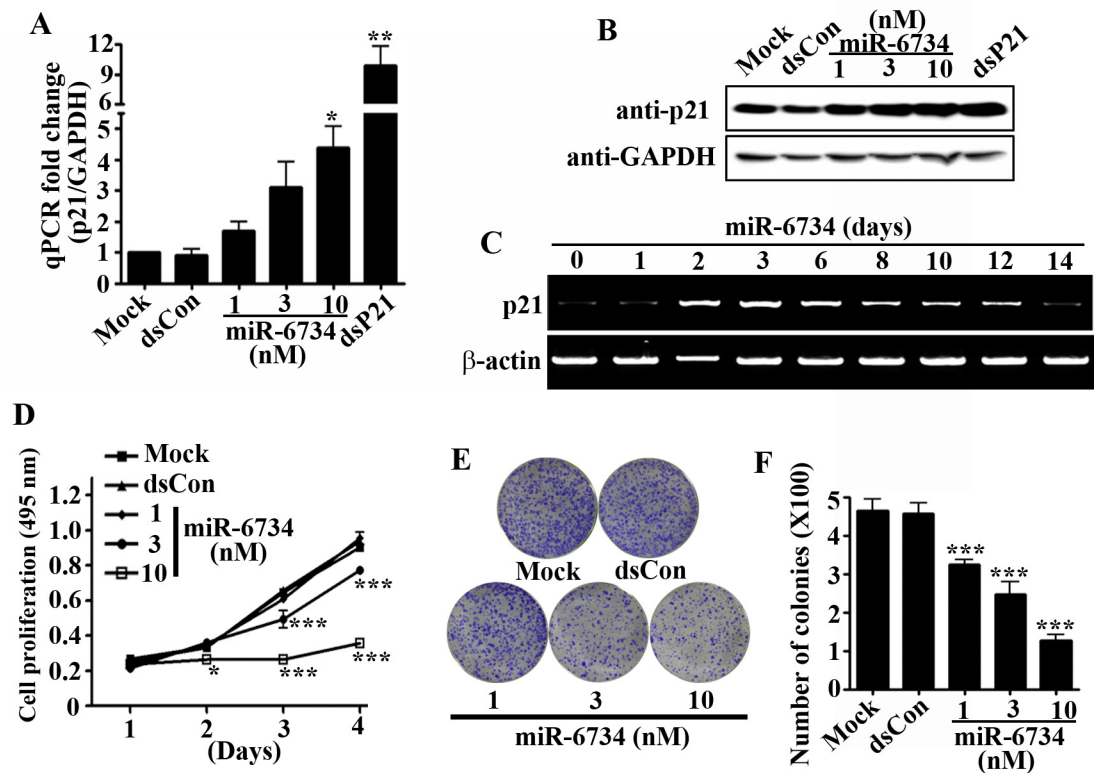 A
qPCR fold change
(p21/GAPDH)
12
9
6
5
4
3
2
1
0
**
*
Mock
dsCon
1
3
10
dsP21
miR-6734
(nM)
B
Mock
dsCon
(nM)
miR-6734
1 3 10
dsP21
anti-p21
anti-GAPDH
C
miR-6734 (days)
0 1 2 3 6 8 10 12 14
p21
β-actin
D
Cell proliferation (495 nm)
Mock
dsCon
1
3
10
miR-6734
(nM)
1.2
1.0
0.8
0.6
0.4
0.2
0
***
***
*
***
***
1 2 3 4
(Days)
E
Mock dsCon
1 3 10
miR-6734 (nM)
F
Number of colonies (X100)
5
4
3
2
1
0
***
***
***
Mock
dsCon
1 3 10
miR-6734
(nM)